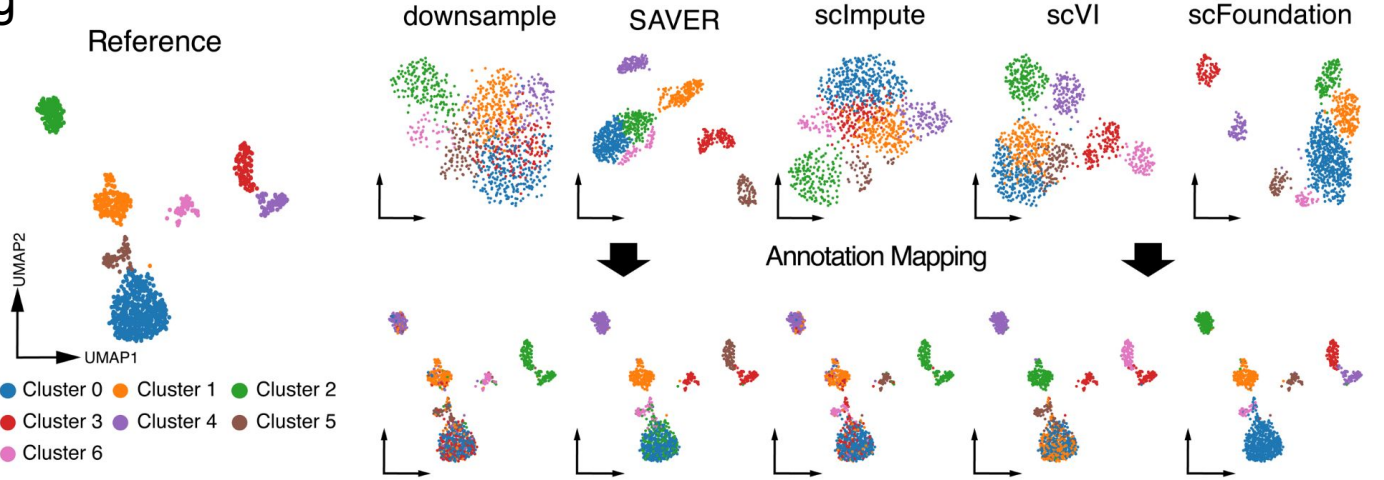 g
Reference
downsample
SAVER
scImpute
scVI
scFoundation
Annotation Mapping
UMAP2
UMAP1
Cluster 0
Cluster 1
Cluster 2
Cluster 3
Cluster 4
Cluster 5
Cluster 6